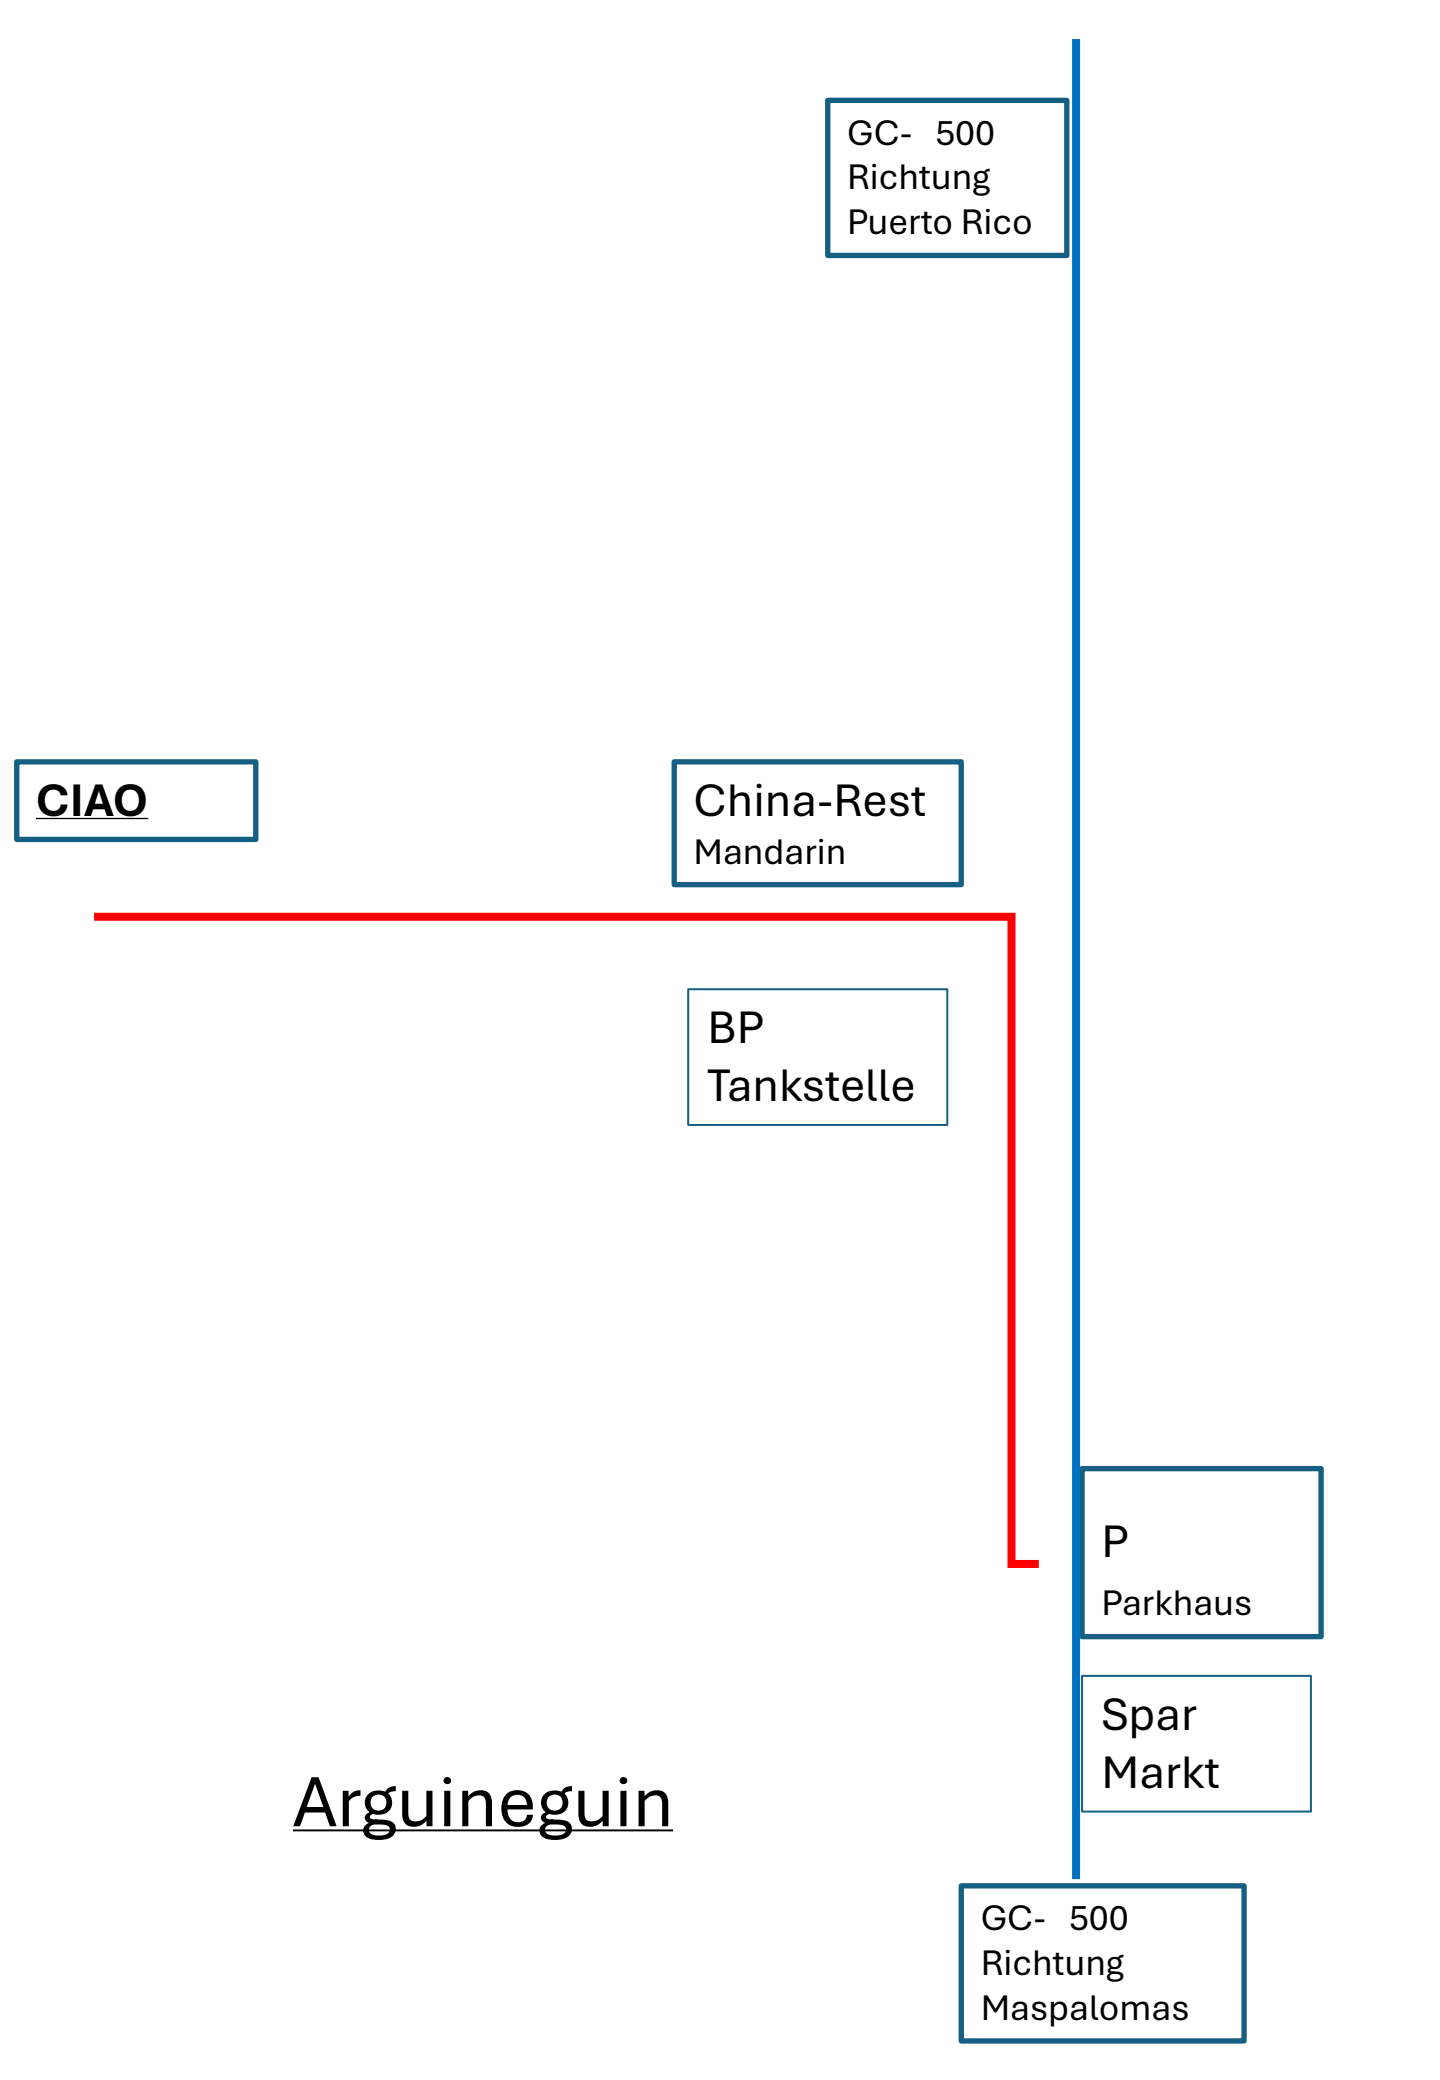 GC- 500
Richtung
Puerto Rico
CIAO
China-Rest
Mandarin
BP
Tankstelle
P
Parkhaus
Spar
Markt
Arguineguin
GC- 500
Richtung
Maspalomas